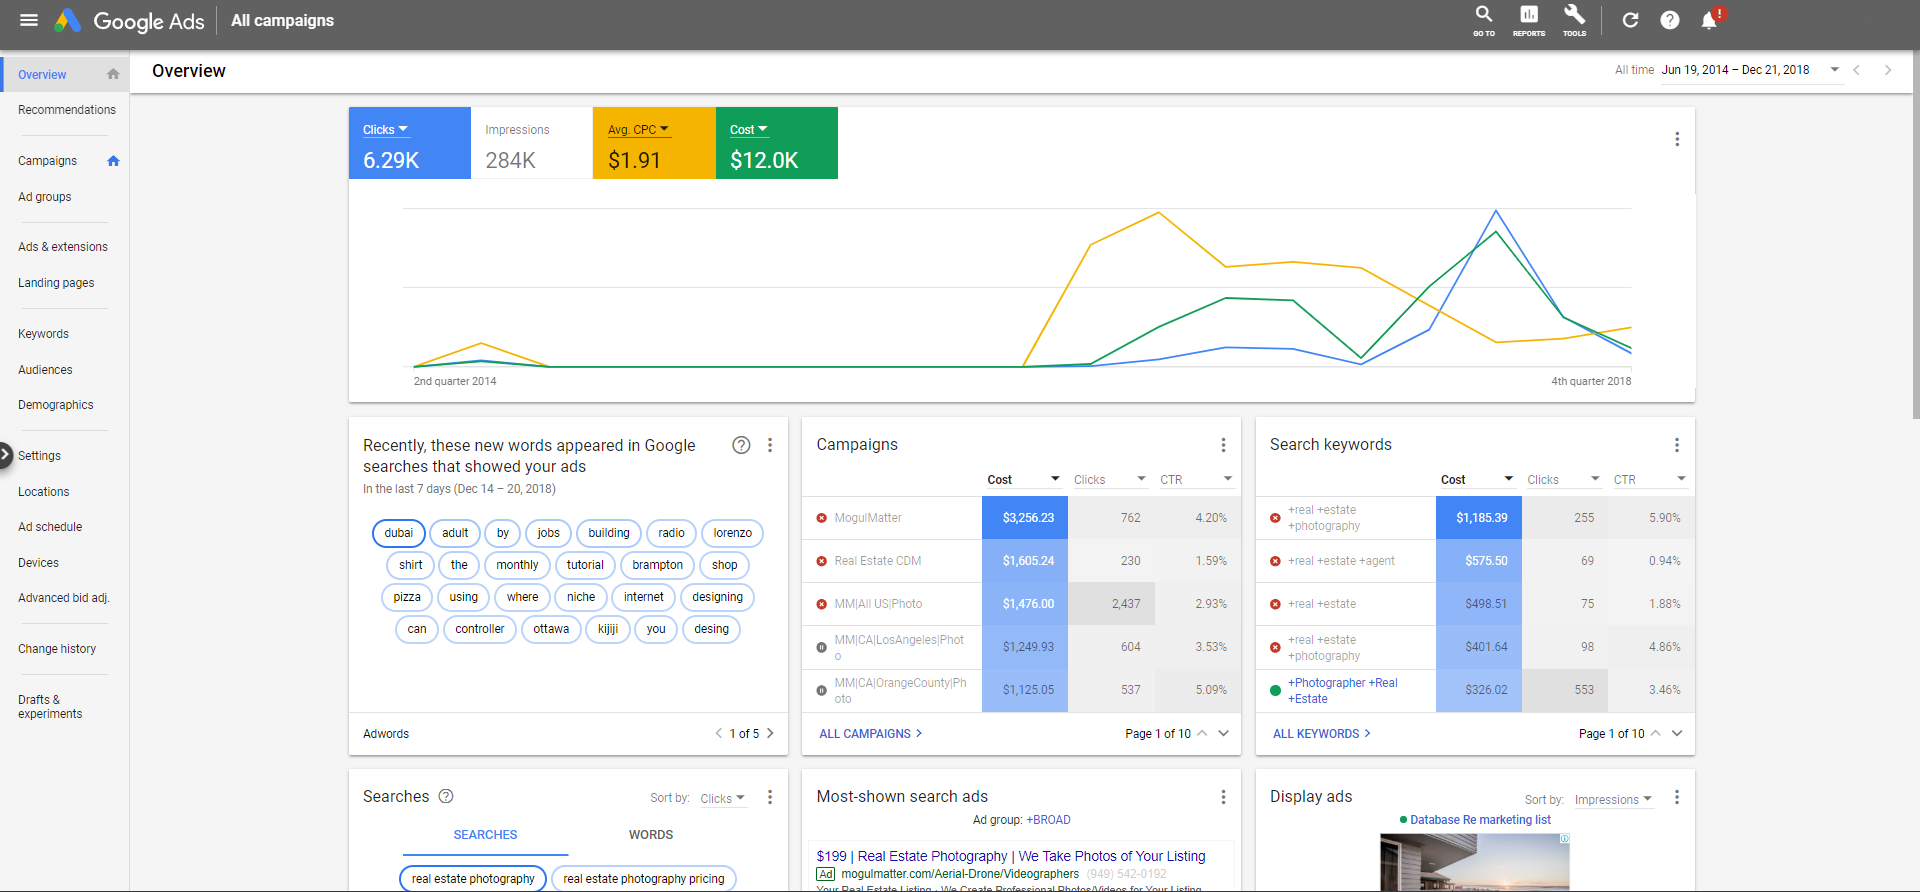 Google Ads
All campaigns
GO TO
REPORTS
TOOLS
!
Overview
Recommendations
Campaigns
Ad groups
Ads & extensions
Landing pages
Keywords
Audiences
Demographics
Settings
Locations
Ad schedule
Devices
Advanced bid adj.
Change history
Drafts &
experiments
Overview
All time Jun 19, 2014 – Dec 21, 2018
Clicks
6.29K
Impressions
284K
Avg. CPC
$1.91
Cost
$12.0K
2nd quarter 2014
4th quarter 2018
Recently, these new words appeared in Google
searches that showed your ads
In the last 7 days (Dec 14 – 20, 2018)
dubai adult by jobs building radio lorenzo
shirt the monthly tutorial brampton shop
pizza using where niche internet designing
can controller ottawa kijiji you desing
Adwords
1 of 5
Campaigns
Cost Clicks CTR
MogulMatter $3,256.23 762 4.20%
Real Estate CDM $1,605.24 230 1.59%
MM|All US|Photo $1,476.00 2,437 2.93%
MM|CA|LosAngeles|Phot
o $1,249.93 604 3.53%
MM|CA|OrangeCounty|Ph
oto $1,125.05 537 5.09%
ALL CAMPAIGNS
Page 1 of 10
Search keywords
Cost Clicks CTR
+real +estate
+photography $1,185.39 255 5.90%
+real +estate +agent $575.50 69 0.94%
+real +estate $498.51 75 1.88%
+real +estate
+photography $401.64 98 4.86%
+Photographer +Real
+Estate $326.02 553 3.46%
ALL KEYWORDS
Page 1 of 10
Searches
Sort by: Clicks
SEARCHES WORDS
real estate photography real estate photography pricing
Most-shown search ads
Ad group: +BROAD
$199 | Real Estate Photography | We Take Photos of Your Listing
Ad mogulmatter.com/Aerial-Drone/Videographers (949) 542-0192
Your Real Estate Listing · We Create Professional Photos/Videos for Your Listing
Display ads
Sort by: Impressions
Database Re marketing list